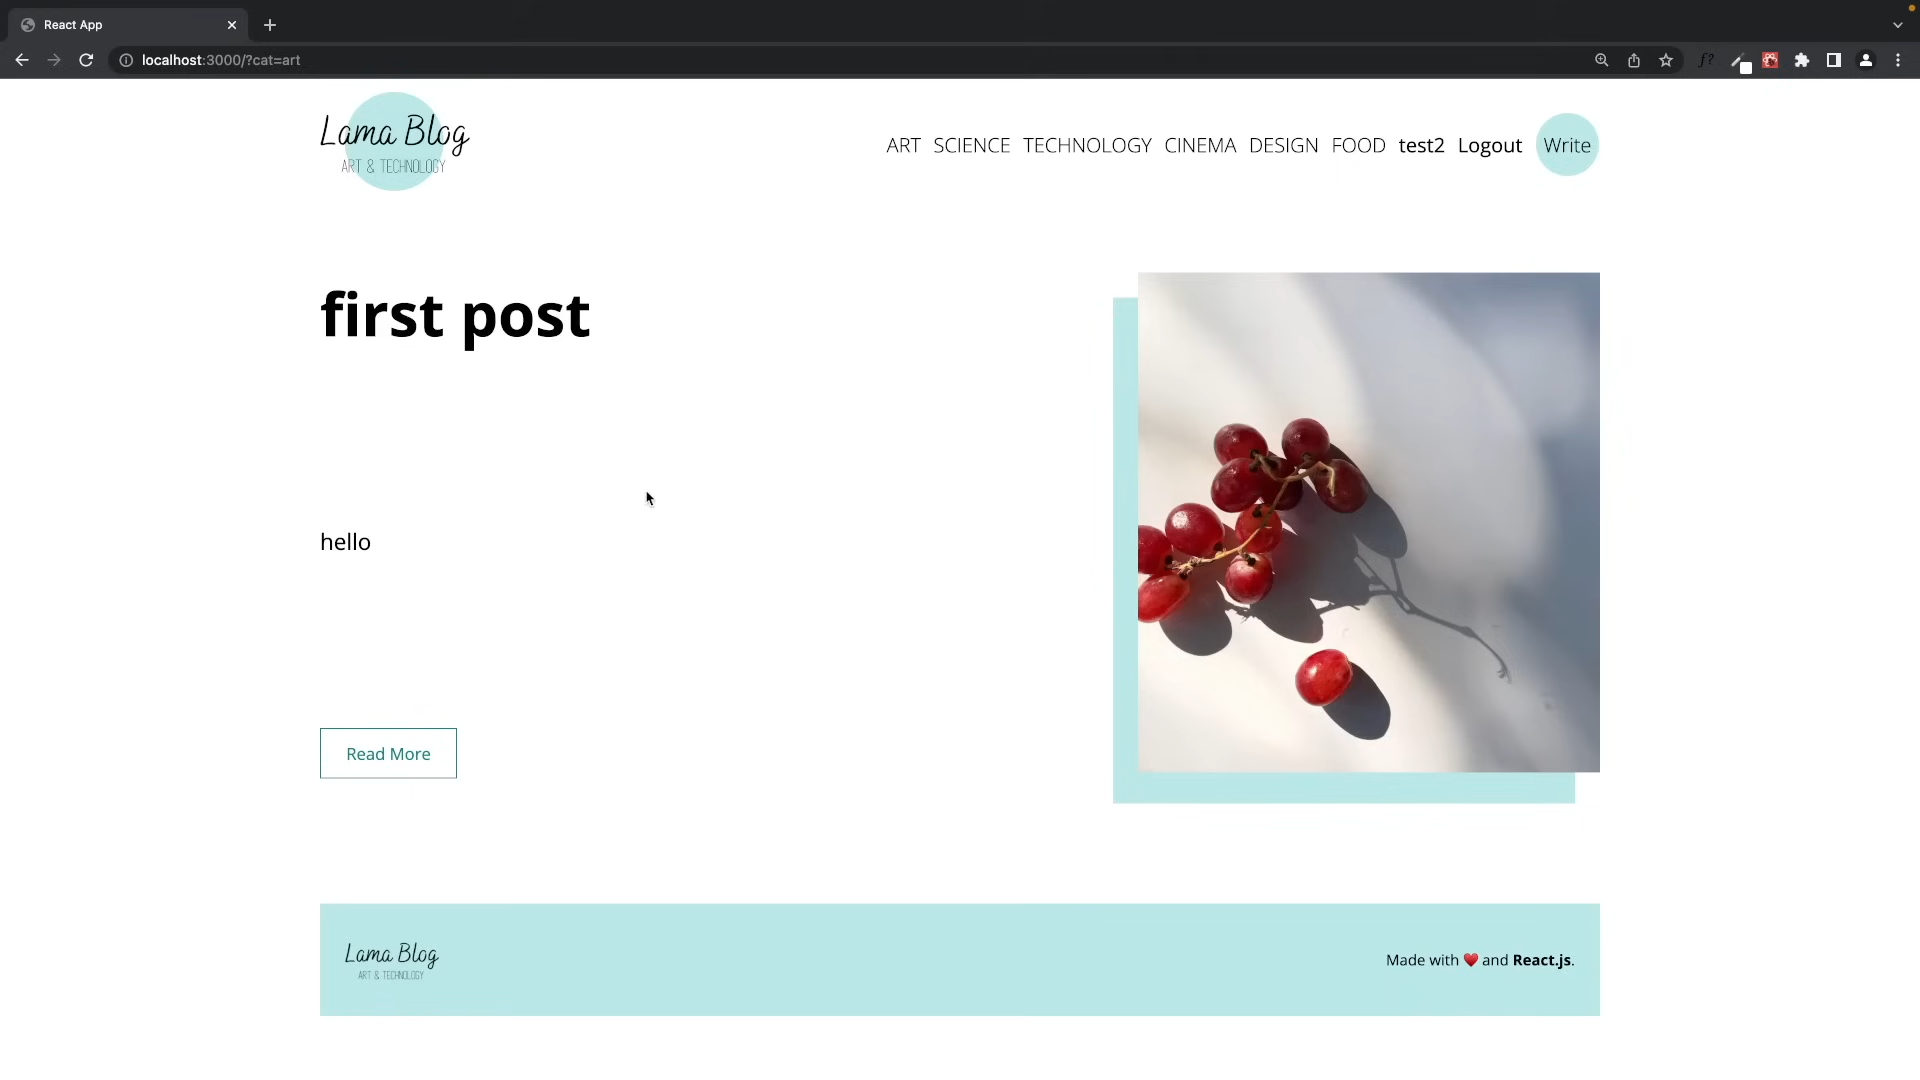 React App
localhost:3000/?cat=art
f?
Lama Blog
ART & TECHNOLOGY
ART SCIENCE TECHNOLOGY CINEMA DESIGN FOOD test2 Logout Write
first post
hello
Read More
Lama Blog
ART & TECHNOLOGY
Made with ❤️ and React.js.